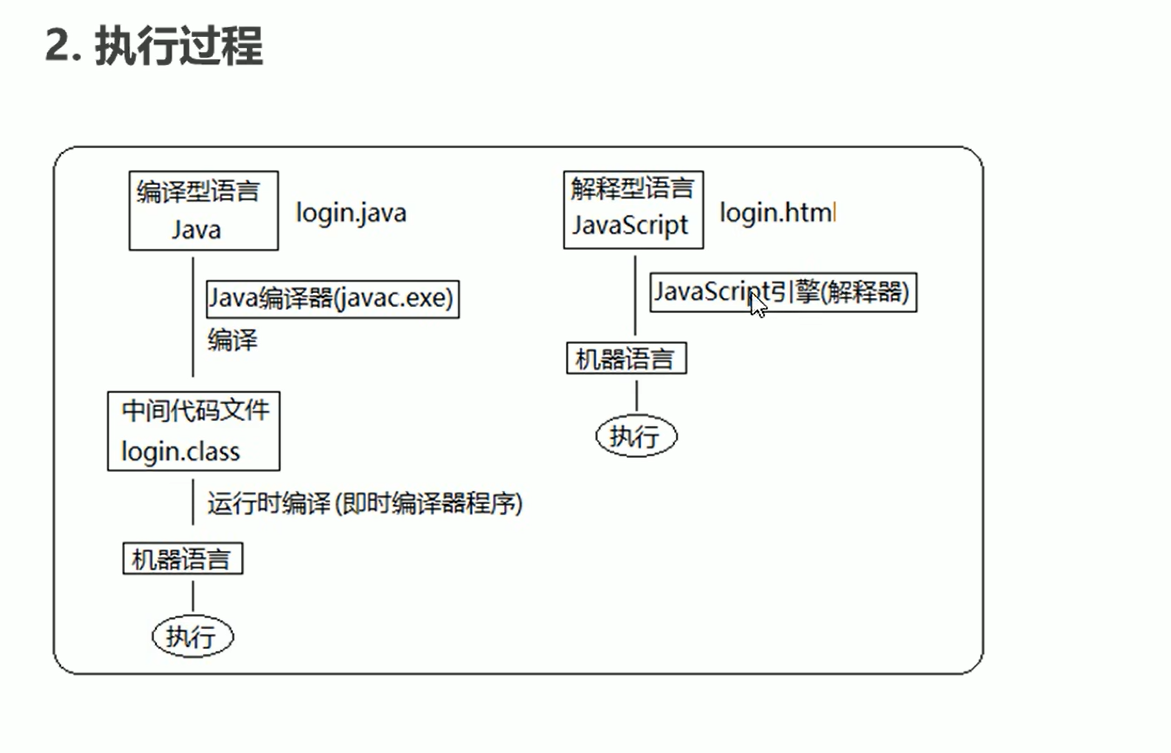 2. 执行过程
编译型语言
Java
login.java
Java编译器(javac.exe)
编译
中间代码文件
login.class
运行时编译(即时编译器程序)
机器语言
执行
解释型语言
JavaScript
login.html
JavaScript引擎(解释器)
机器语言
执行